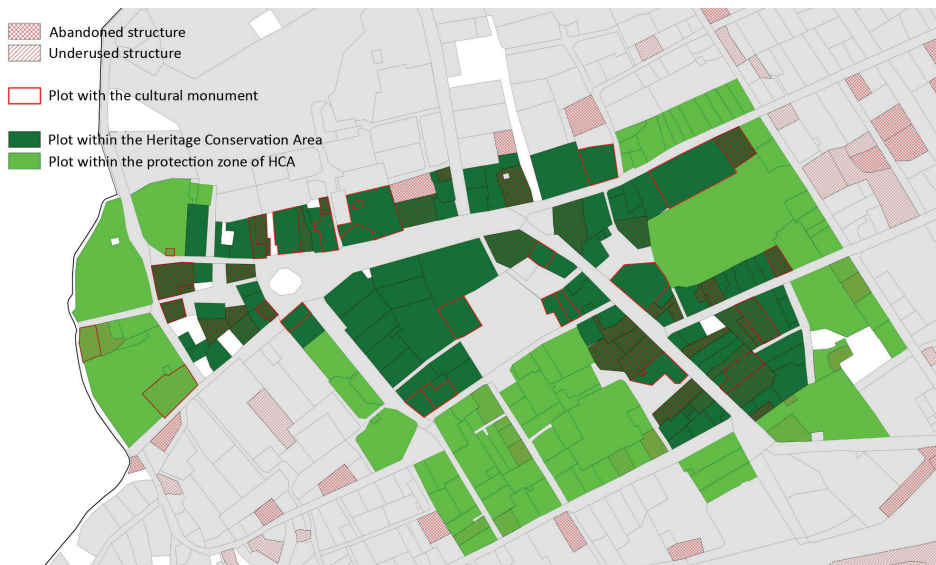 Abandoned structure
Underused structure
Plot with the cultural monument
Plot within the Heritage Conservation Area
Plot within the protection zone of HCA